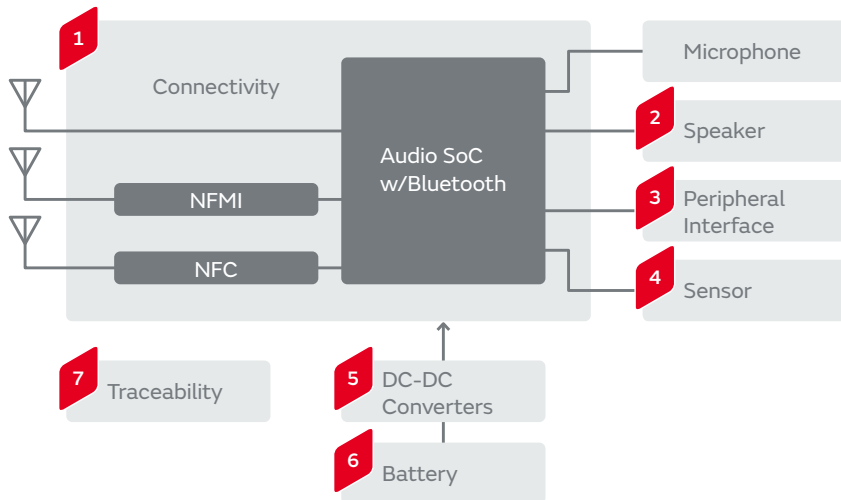 1
Connectivity
Audio SoC
w/Bluetooth
NFMI
NFC
Microphone
2
Speaker
3
Peripheral
Interface
4
Sensor
7
Traceability
5
DC-DC
Converters
6
Battery